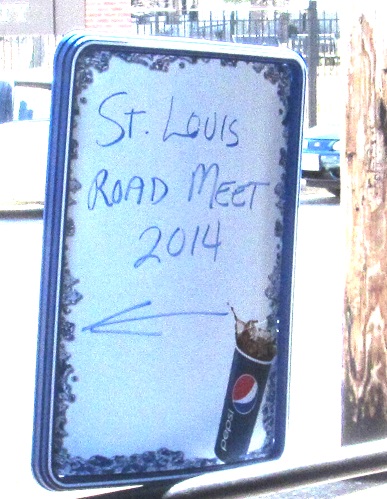 St. Louis
Road Meet
2014
pepsi